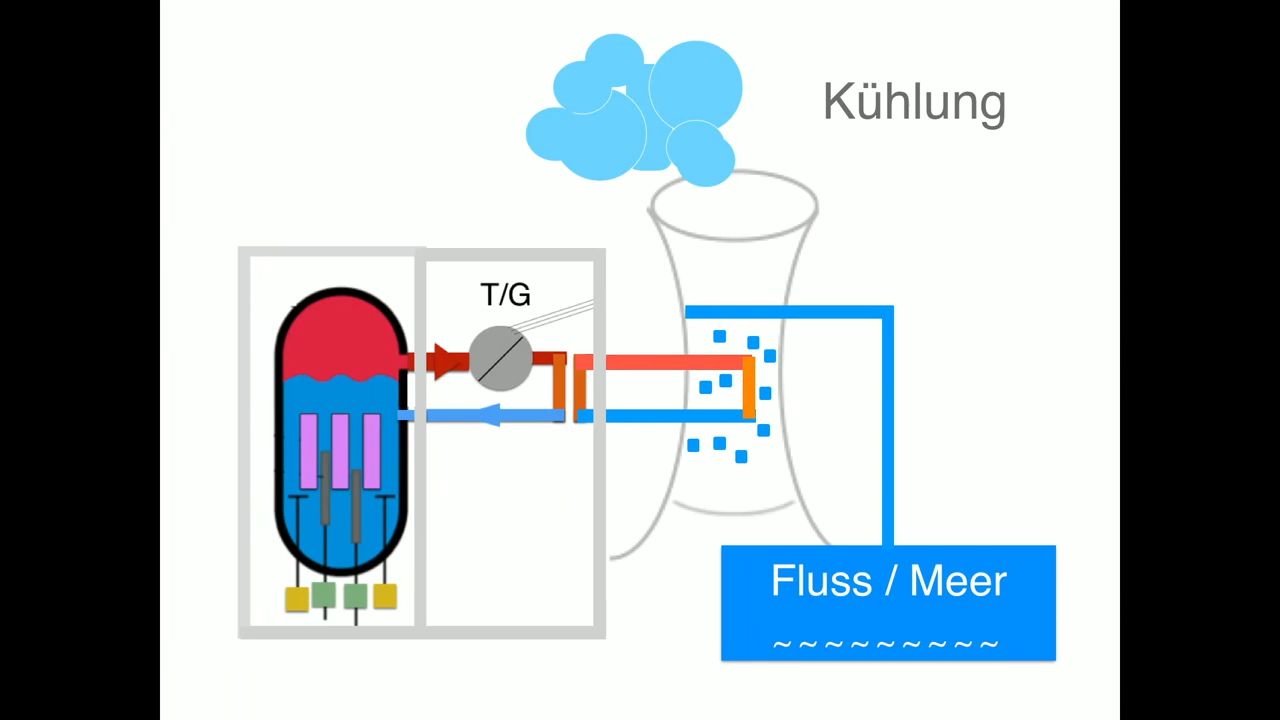 Kühlung
T/G
Fluss / Meer
~ ~ ~ ~ ~ ~ ~ ~ ~